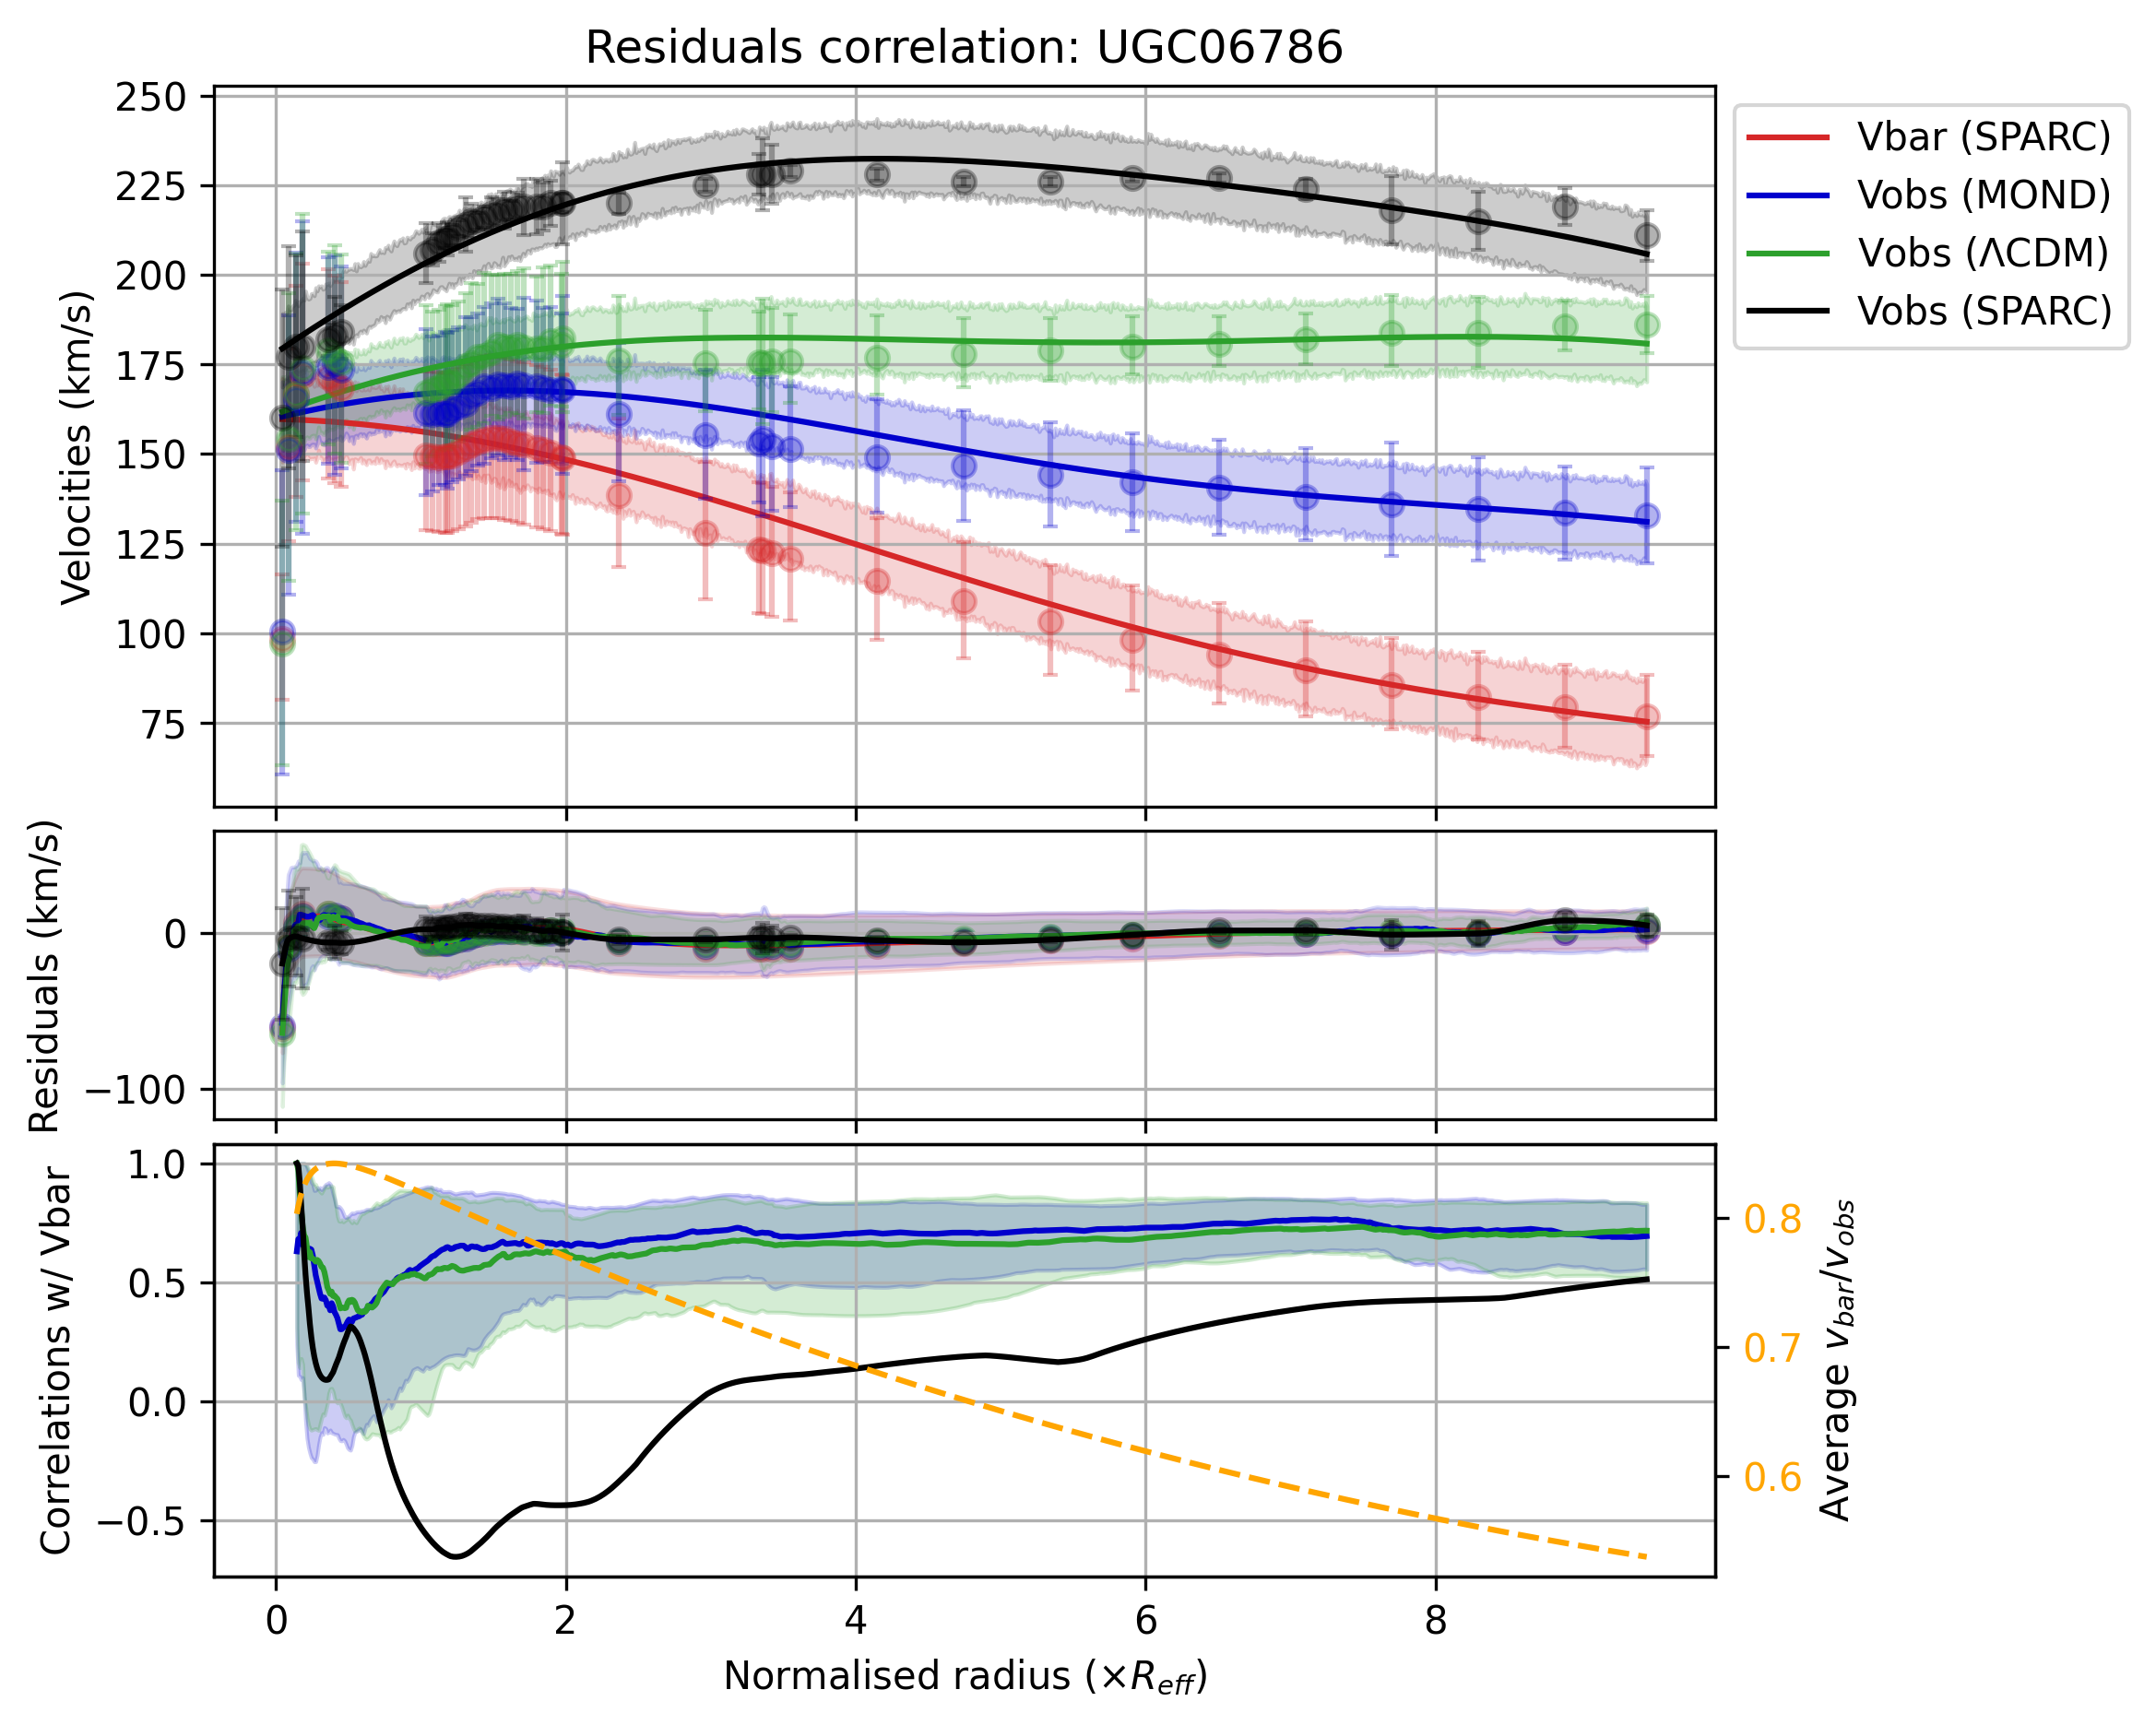 Residuals correlation: UGC06786
250
225
200
175
150
125
100
75
Velocities (km/s)
Vbar (SPARC)
Vobs (MOND)
Vobs (ΛCDM)
Vobs (SPARC)
0
−100
Residuals (km/s)
1.0
0.5
0.0
−0.5
Correlations w/ Vbar
0.8
0.7
0.6
Average v_bar/v_obs
0
2
4
6
8
Normalised radius (×R_eff)